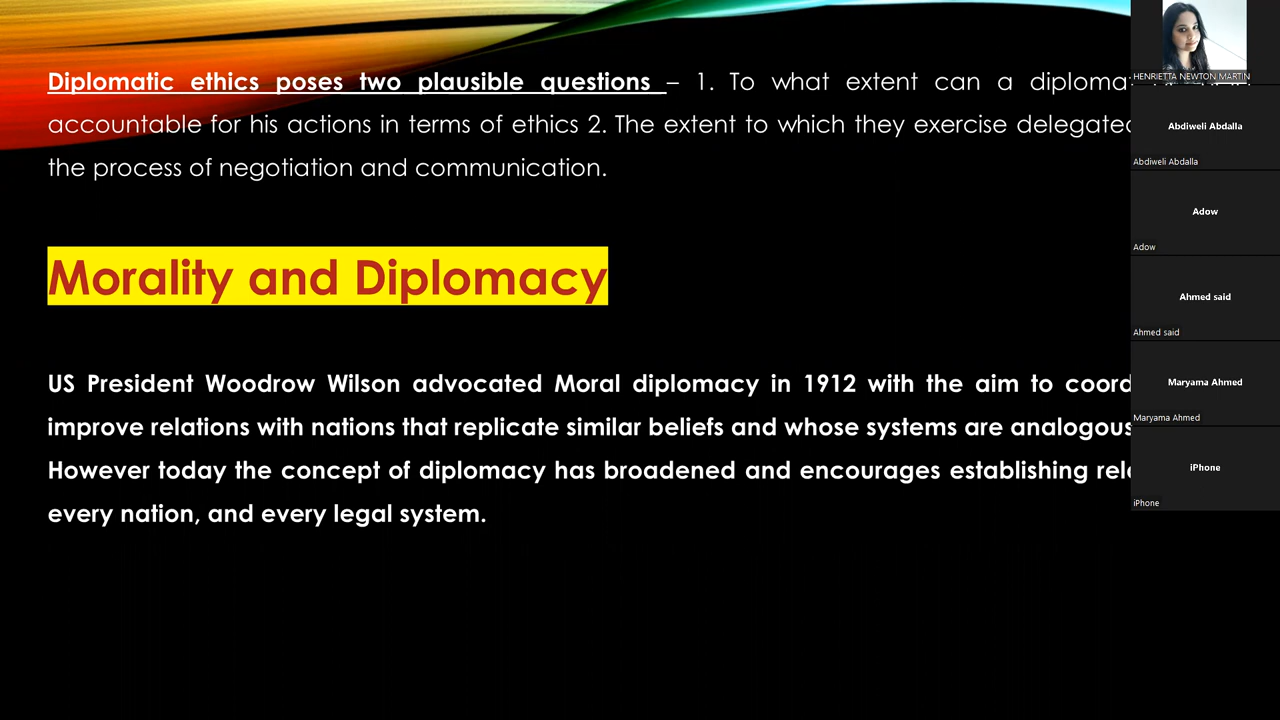 Diplomatic ethics poses two plausible questions – 1. To what extent can a diploma
accountable for his actions in terms of ethics 2. The extent to which they exercise delegated
the process of negotiation and communication.
Morality and Diplomacy
US President Woodrow Wilson advocated Moral diplomacy in 1912 with the aim to coord
improve relations with nations that replicate similar beliefs and whose systems are analogous
However today the concept of diplomacy has broadened and encourages establishing rel
every nation, and every legal system.
HENRIETTA NEWTON MARTIN
Abdiweli Abdalla
Abdiweli Abdalla
Adow
Adow
Ahmed said
Ahmed said
Maryama Ahmed
Maryama Ahmed
iPhone
iPhone